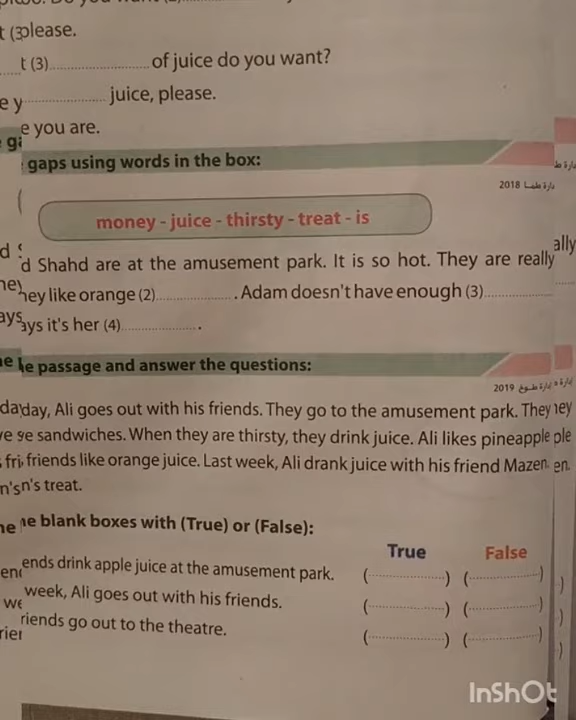 please.
t (3).................... of juice do you want?
.................... juice, please.
e you are.
gaps using words in the box:
2018
money - juice - thirsty - treat - is
d Shahd are at the amusement park. It is so hot. They are really
hey like orange (2).................... . Adam doesn't have enough (3)....................
ays it's her (4).................... .
e passage and answer the questions:
2019
day, Ali goes out with his friends. They go to the amusement park. They
e sandwiches. When they are thirsty, they drink juice. Ali likes pineapple
friends like orange juice. Last week, Ali drank juice with his friend Mazen.
n's treat.
e blank boxes with (True) or (False):
True False
ends drink apple juice at the amusement park. (....................) (....................)
week, Ali goes out with his friends. (....................) (....................)
riends go out to the theatre. (....................) (....................)
InShOt